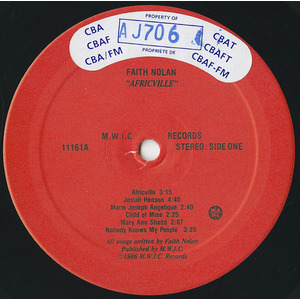 PROPERTY OF
CBA
CBAF
CBA/FM
AJ706
CBAT
CBAFT
CBAF-FM
PROPRIETE DE
FAITH NOLAN
"AFRICVILLE"
M.W.I.C. RECORDS
11161A STEREO: SIDE ONE
Africville 3:15
Josiah Henson 4:40
Marie Joseph Angelique 2:40
Child of Mine 2:25
Mary Ann Shadd 2:07
Nobody Knows My People 3:20
All songs written by Faith Nolan
Published by M.W.I.C.
©1986 M.W.I.C. Records